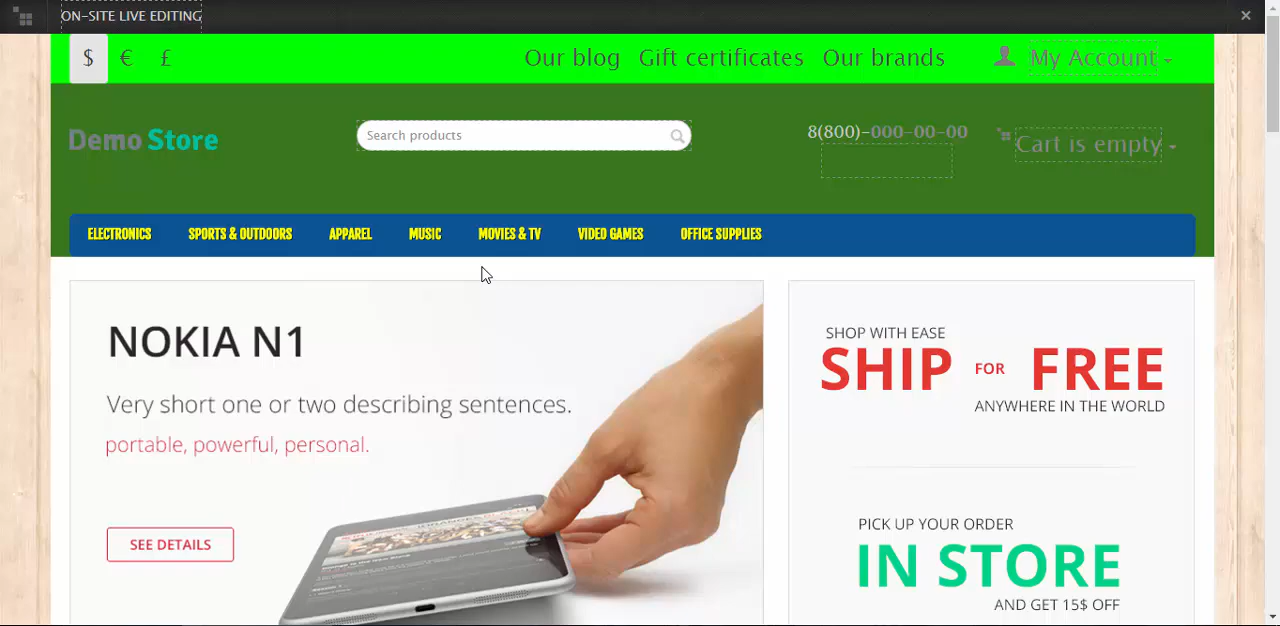 ON-SITE LIVE EDITING
$ € £ Our blog Gift certificates Our brands My Account
Demo Store Search products 8(800)-000-00-00 Cart is empty
ELECTRONICS SPORTS & OUTDOORS APPAREL MUSIC MOVIES & TV VIDEO GAMES OFFICE SUPPLIES
NOKIA N1
Very short one or two describing sentences.
portable, powerful, personal.
SEE DETAILS
SHOP WITH EASE
SHIP FOR FREE
ANYWHERE IN THE WORLD
PICK UP YOUR ORDER
IN STORE
AND GET 15$ OFF